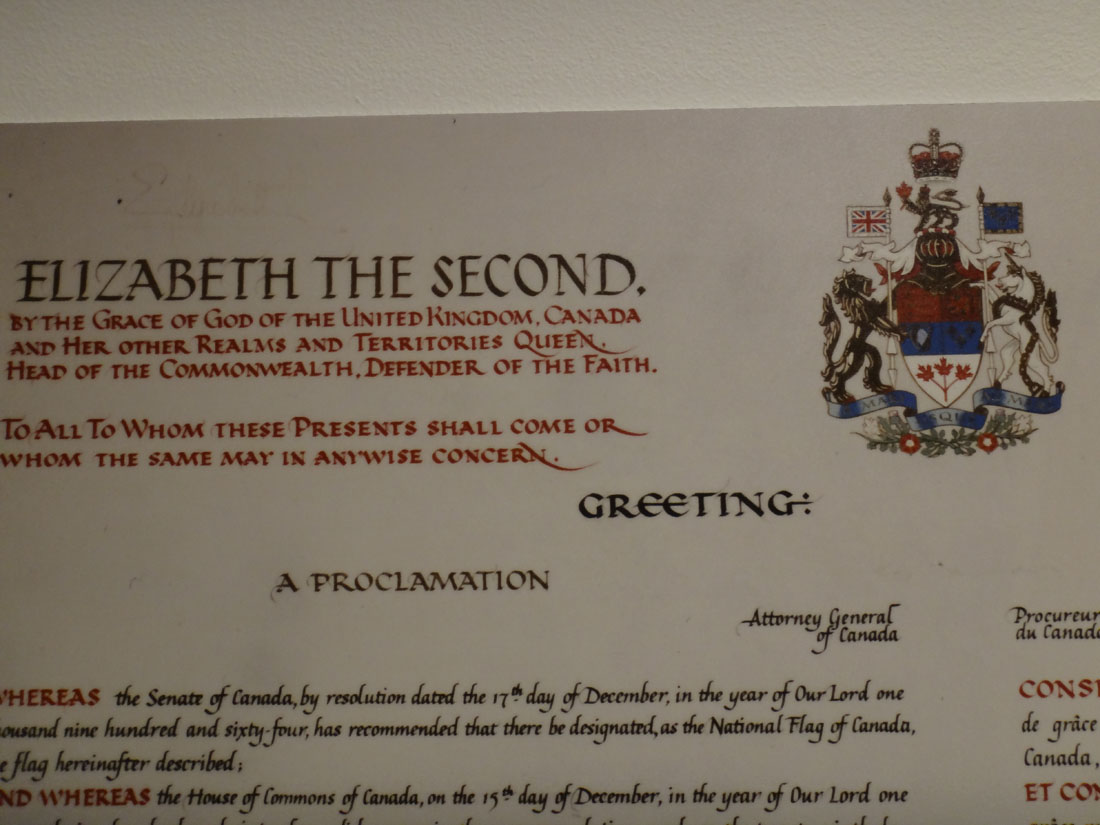 ELIZABETH THE SECOND,
BY THE GRACE OF GOD OF THE UNITED KINGDOM, CANADA
AND HER OTHER REALMS AND TERRITORIES QUEEN,
HEAD OF THE COMMONWEALTH, DEFENDER OF THE FAITH.
TO ALL TO WHOM THESE PRESENTS SHALL COME OR
WHOM THE SAME MAY IN ANYWISE CONCERN.
GREETING:
A PROCLAMATION
Attorney General
of Canada
Procureur
du Canada
WHEREAS the Senate of Canada, by resolution dated the 17th day of December, in the year of Our Lord one
thousand nine hundred and sixty-four, has recommended that there be designated, as the National Flag of Canada,
flag hereinafter described;
AND WHEREAS the House of Commons of Canada, on the 15th day of December, in the year of Our Lord one
de grâce
Canada,